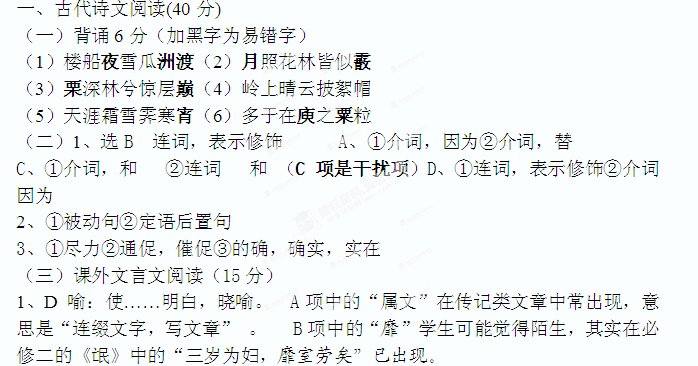 一、古代诗文阅读(40 分)
（一）背诵 6 分（加黑字为易错字）
（1）楼船夜雪瓜洲渡（2）月照花林皆似霰
（3）栗深林兮惊层巅（4）岭上晴云披絮帽
（5）天涯霜雪霁寒宵（6）多于在庾之粟粒
（二）1、选 B　连词，表示修饰　　　A、①介词，因为②介词，替
C、①介词，和　②连词　和 （C 项是干扰项）D、①连词，表示修饰②介词
因为
2、①被动句②定语后置句
3、①尽力②通促，催促③的确，确实，实在
（三）课外文言文阅读（15 分）
1、D 喻：使……明白，晓喻。　A 项中的“属文”在传记类文章中常出现，意
思是“连缀文字，写文章” 。　B 项中的“靡”学生可能觉得陌生，其实在必
修二的《氓》中的“三岁为妇，靡室劳矣”已出现。